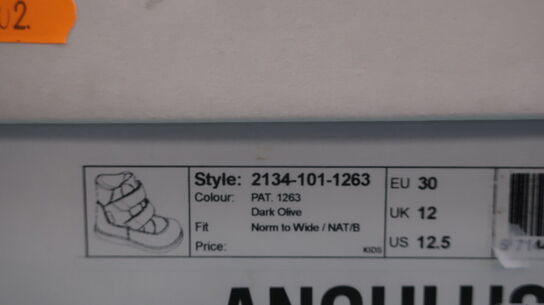 U2.
Style: 2134-101-1263
Colour: PAT. 1263
Dark Olive
Fit Norm to Wide / NAT/B
Price:
KIDS
EU 30
UK 12
US 12.5